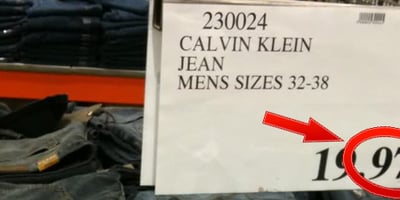 230024
CALVIN KLEIN
JEAN
MENS SIZES 32-38
19.97